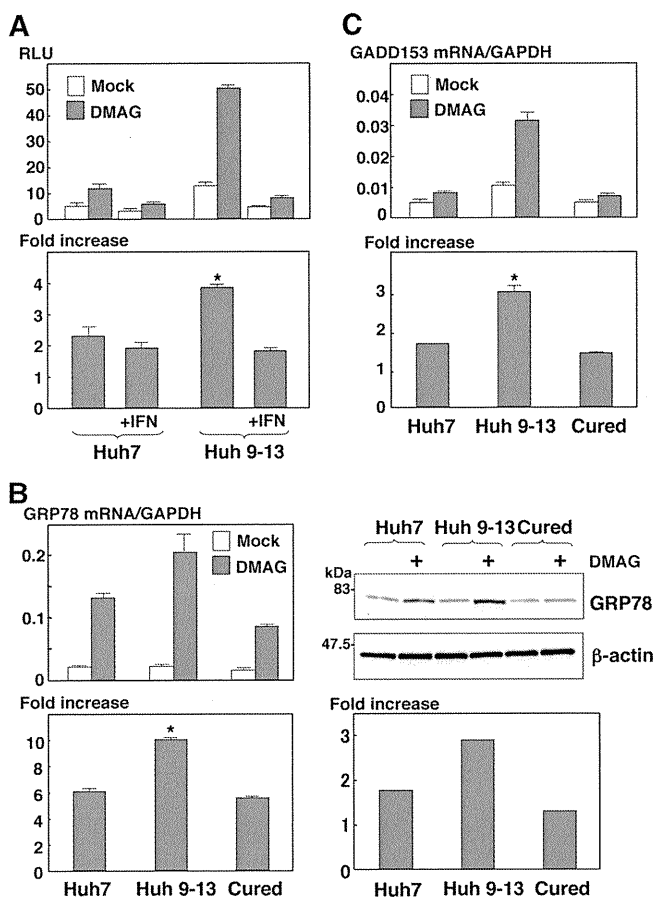 A
RLU
Mock
DMAG
50
40
30
20
10
0
Fold increase
*
4
3
2
1
0
+IFN +IFN
Huh7 Huh 9-13
C
GADD153 mRNA/GAPDH
Mock
DMAG
0.04
0.03
0.02
0.01
0
Fold increase
*
3
2
1
0
Huh7 Huh 9-13 Cured
B
GRP78 mRNA/GAPDH
Mock
DMAG
0.2
0.1
0
Fold increase
*
10
8
6
4
2
0
Huh7 Huh 9-13 Cured
Huh7 Huh 9-13 Cured
+ + + DMAG
kDa
83-
GRP78
47.5-
β-actin
Fold increase
3
2
1
0
Huh7 Huh 9-13 Cured